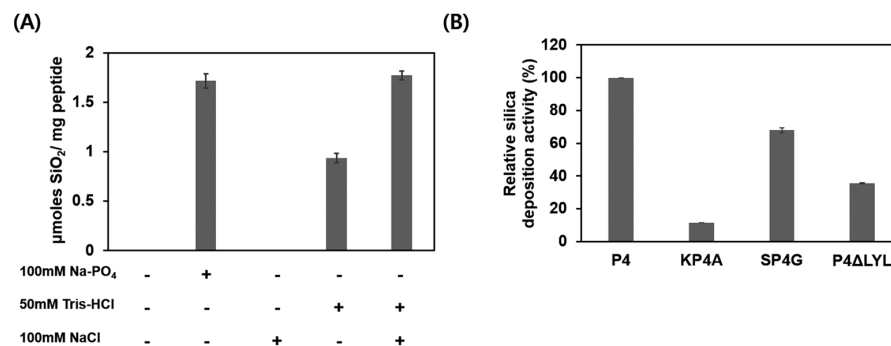 (A)
µmoles SiO₂/ mg peptide
2
1.5
1
0.5
0
100mM Na-PO₄ - + - - -
50mM Tris-HCl - - - + +
100mM NaCl - - + - +
(B)
Relative silica
deposition activity (%)
120
100
80
60
40
20
0
P4 KP4A SP4G P4ΔLYL